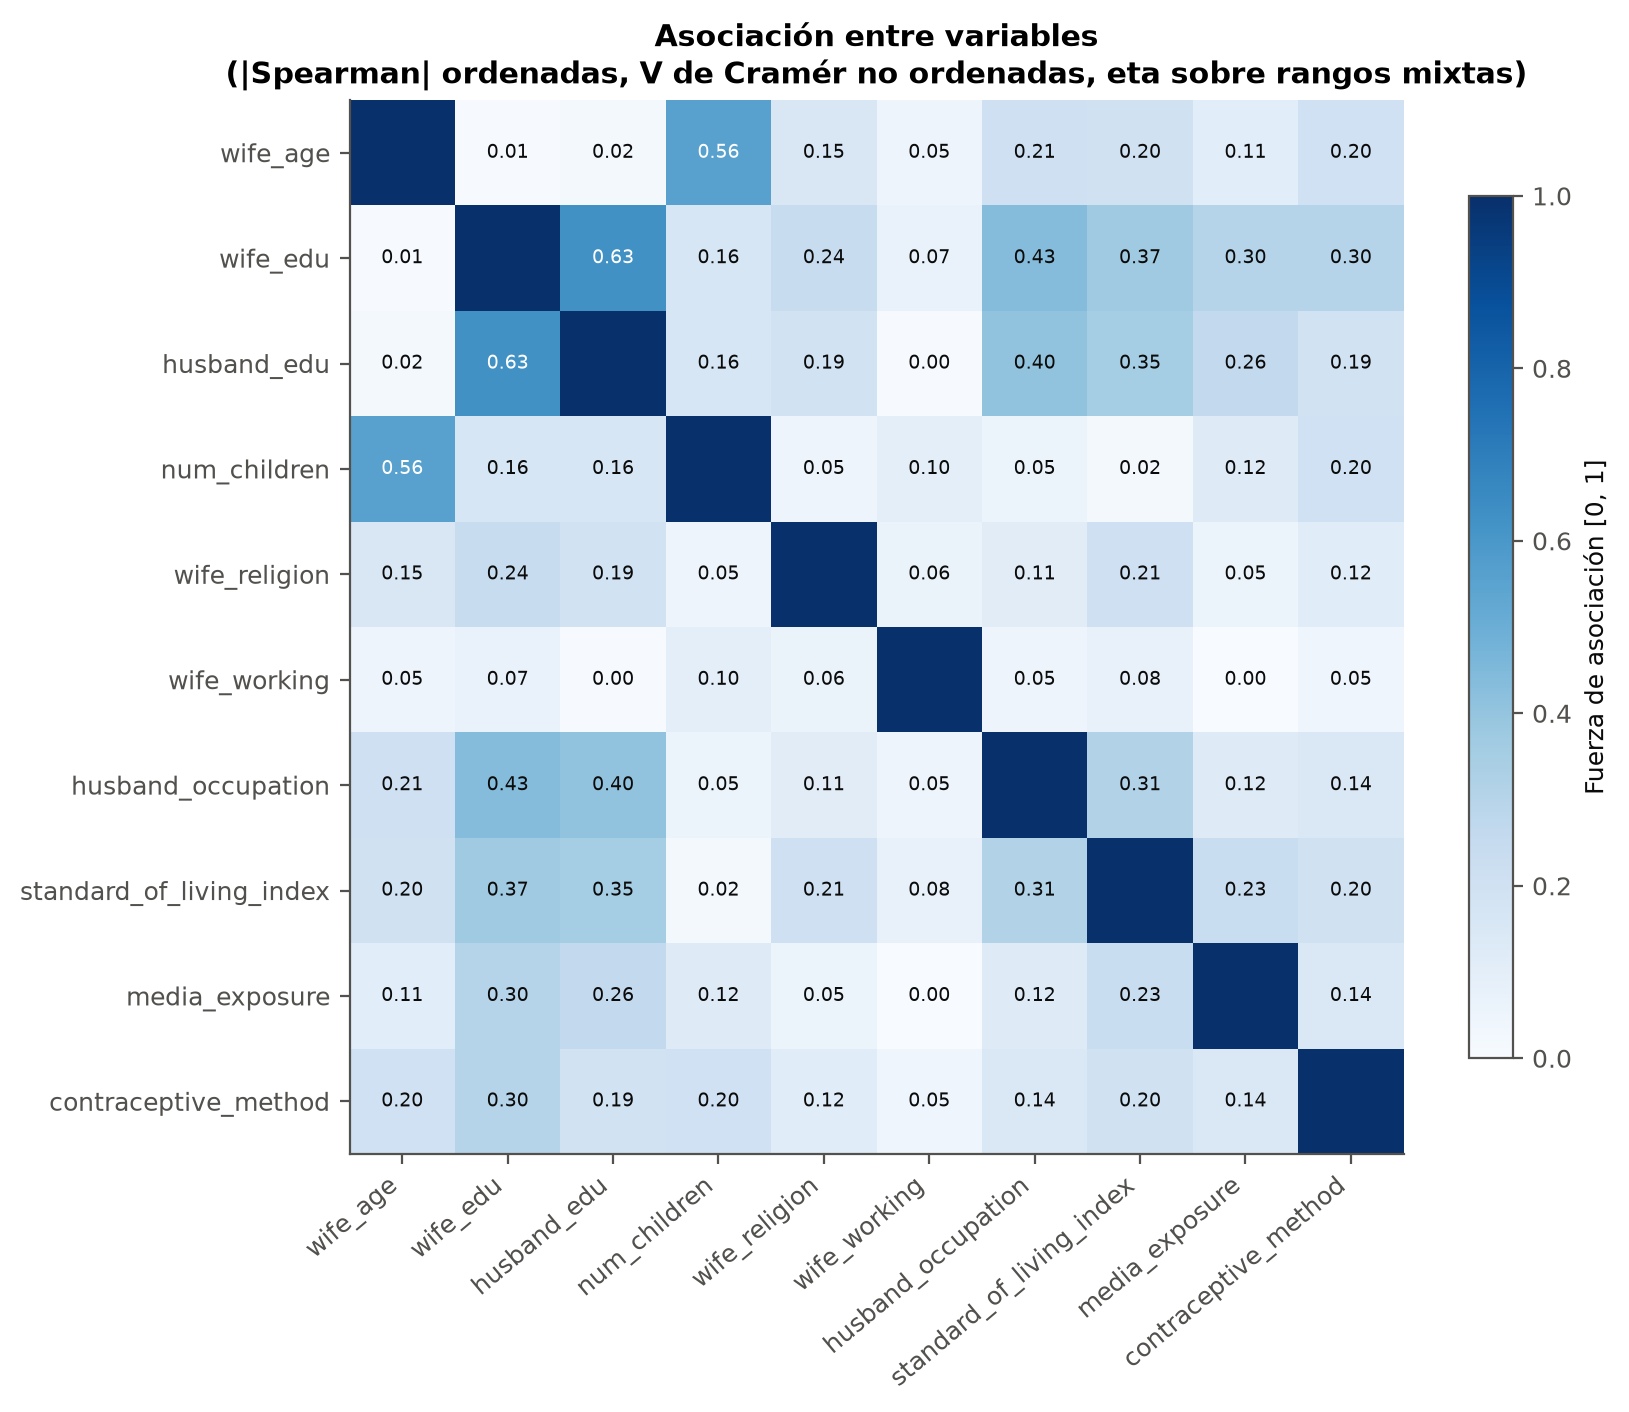 Asociación entre variables
(|Spearman| ordenadas, V de Cramér no ordenadas, eta sobre rangos mixtas)
wife_age 0.01 0.02 0.56 0.15 0.05 0.21 0.20 0.11 0.20
wife_edu 0.01 0.63 0.16 0.24 0.07 0.43 0.37 0.30 0.30
husband_edu 0.02 0.63 0.16 0.19 0.00 0.40 0.35 0.26 0.19
num_children 0.56 0.16 0.16 0.05 0.10 0.05 0.02 0.12 0.20
wife_religion 0.15 0.24 0.19 0.05 0.06 0.11 0.21 0.05 0.12
wife_working 0.05 0.07 0.00 0.10 0.06 0.05 0.08 0.00 0.05
husband_occupation 0.21 0.43 0.40 0.05 0.11 0.05 0.31 0.12 0.14
standard_of_living_index 0.20 0.37 0.35 0.02 0.21 0.08 0.31 0.23 0.20
media_exposure 0.11 0.30 0.26 0.12 0.05 0.00 0.12 0.23 0.14
contraceptive_method 0.20 0.30 0.19 0.20 0.12 0.05 0.14 0.20 0.14
wife_age
wife_edu
husband_edu
num_children
wife_religion
wife_working
husband_occupation
standard_of_living_index
media_exposure
contraceptive_method
1.0
0.8
0.6
0.4
0.2
0.0
Fuerza de asociación [0, 1]